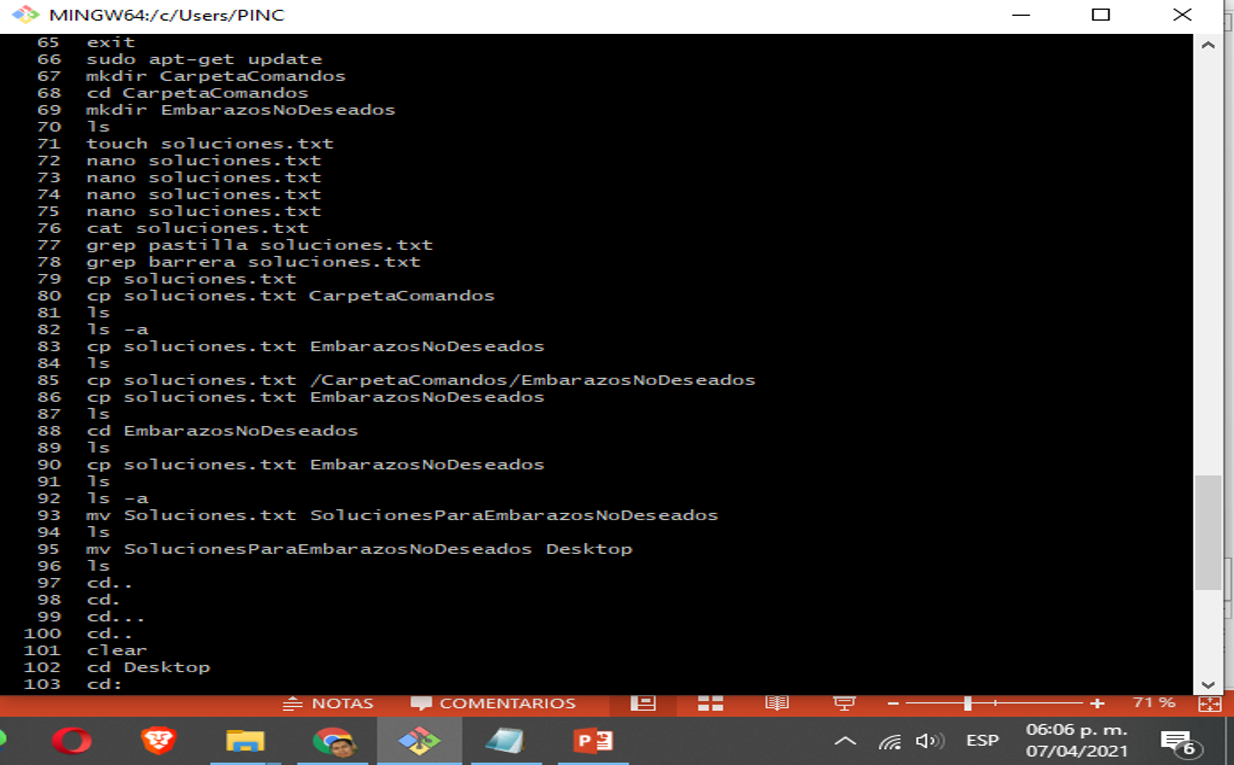 MINGW64:/c/Users/PINC
65 exit
66 sudo apt-get update
67 mkdir CarpetaComandos
68 cd CarpetaComandos
69 mkdir EmbarazosNoDeseados
70 ls
71 touch soluciones.txt
72 nano soluciones.txt
73 nano soluciones.txt
74 nano soluciones.txt
75 nano soluciones.txt
76 cat soluciones.txt
77 grep pastilla soluciones.txt
78 grep barrera soluciones.txt
79 cp soluciones.txt
80 cp soluciones.txt CarpetaComandos
81 ls
82 ls -a
83 cp soluciones.txt EmbarazosNoDeseados
84 ls
85 cp soluciones.txt /CarpetaComandos/EmbarazosNoDeseados
86 cp soluciones.txt EmbarazosNoDeseados
87 ls
88 cd EmbarazosNoDeseados
89 ls
90 cp soluciones.txt EmbarazosNoDeseados
91 ls
92 ls -a
93 mv Soluciones.txt SolucionesParaEmbarazosNoDeseados
94 ls
95 mv SolucionesParaEmbarazosNoDeseados Desktop
96 ls
97 cd..
98 cd.
99 cd...
100 cd..
101 clear
102 cd Desktop
103 cd:
NOTAS COMENTARIOS 71 %
ESP 06:06 p. m.
07/04/2021
6